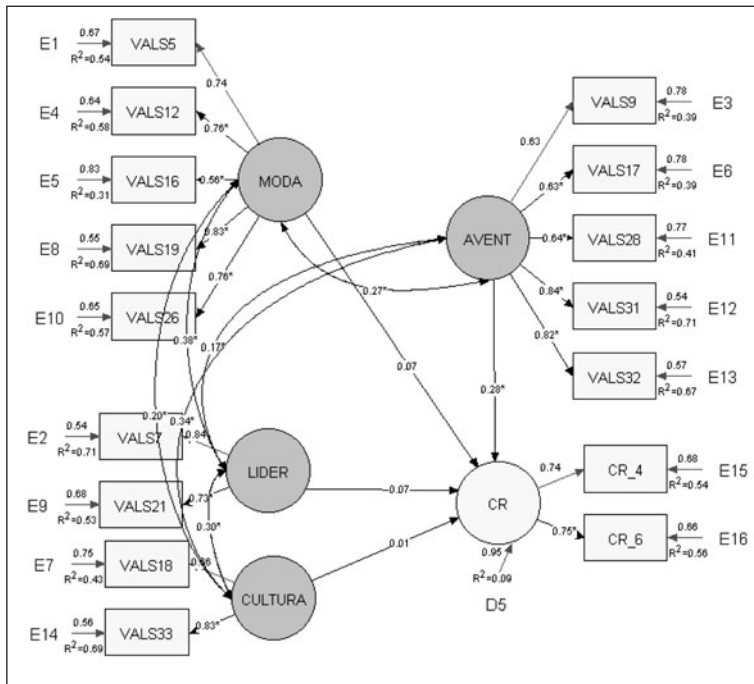 E1
0.67
R²=0.54
VALS5
0.74
E4
0.64
R²=0.58
VALS12
0.76*
E5
0.83
R²=0.31
VALS16
0.56*
E8
0.55
R²=0.69
VALS19
0.83*
E10
0.65
R²=0.57
VALS26
0.76*
MODA
0.78
R²=0.39
VALS9
E3
0.63
0.78
R²=0.39
VALS17
E6
0.63*
0.77
R²=0.41
VALS28
E11
0.64*
0.54
R²=0.71
VALS31
E12
0.84*
0.57
R²=0.67
VALS32
E13
0.82*
AVENT
0.27*
0.38*
0.17*
0.20*
0.34*
0.07
0.28*
E2
0.54
R²=0.71
VALS7
0.84
LIDER
E9
0.68
R²=0.53
VALS21
0.73*
0.07
0.30*
E7
0.75
R²=0.43
VALS18
CULTURA
0.01
E14
0.56
R²=0.69
VALS33
0.83*
CR
0.95
R²=0.09
D5
0.74
CR_4
0.68
R²=0.54
E15
0.75*
CR_6
0.66
R²=0.56
E16